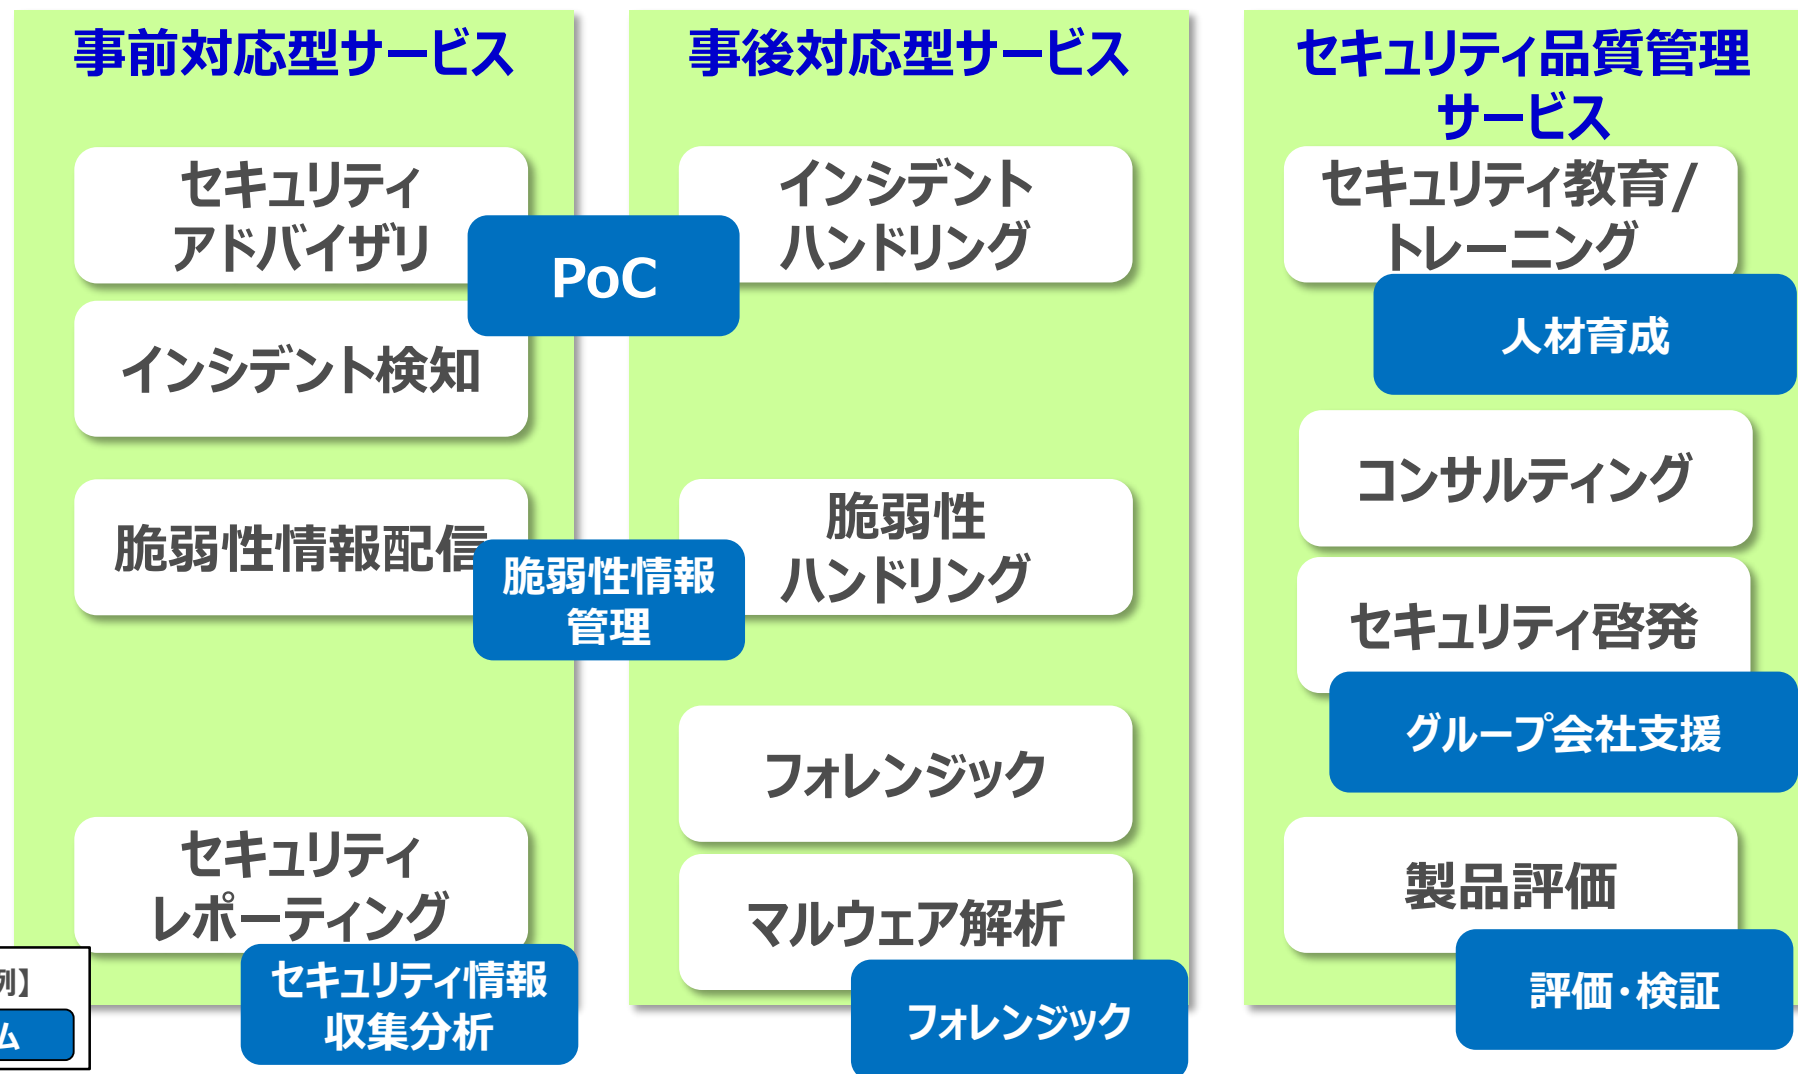 事前対応型サービス
セキュリティ
アドバイザリ
インシデント検知
脆弱性情報配信
セキュリティ
レポーティング
セキュリティ情報
収集分析
PoC
脆弱性情報
管理
事後対応型サービス
インシデント
ハンドリング
脆弱性
ハンドリング
フォレンジック
マルウェア解析
フォレンジック
セキュリティ品質管理
サービス
セキュリティ教育/
トレーニング
人材育成
コンサルティング
セキュリティ啓発
グループ会社支援
製品評価
評価・検証
例】
ム